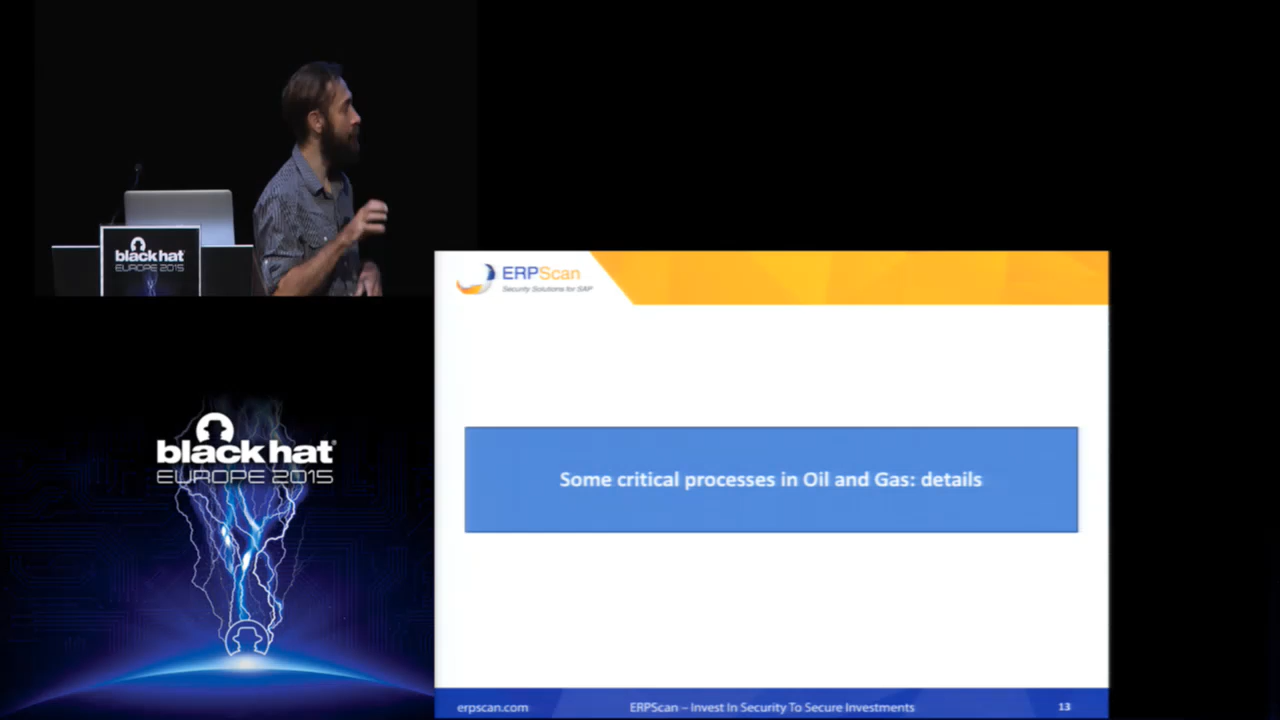 black hat
EUROPE 2015
ERPScan
Security Solutions for SAP
black hat®
EUROPE 2015
Some critical processes in Oil and Gas: details
erpscan.com
ERPScan – Invest In Security To Secure Investments
13